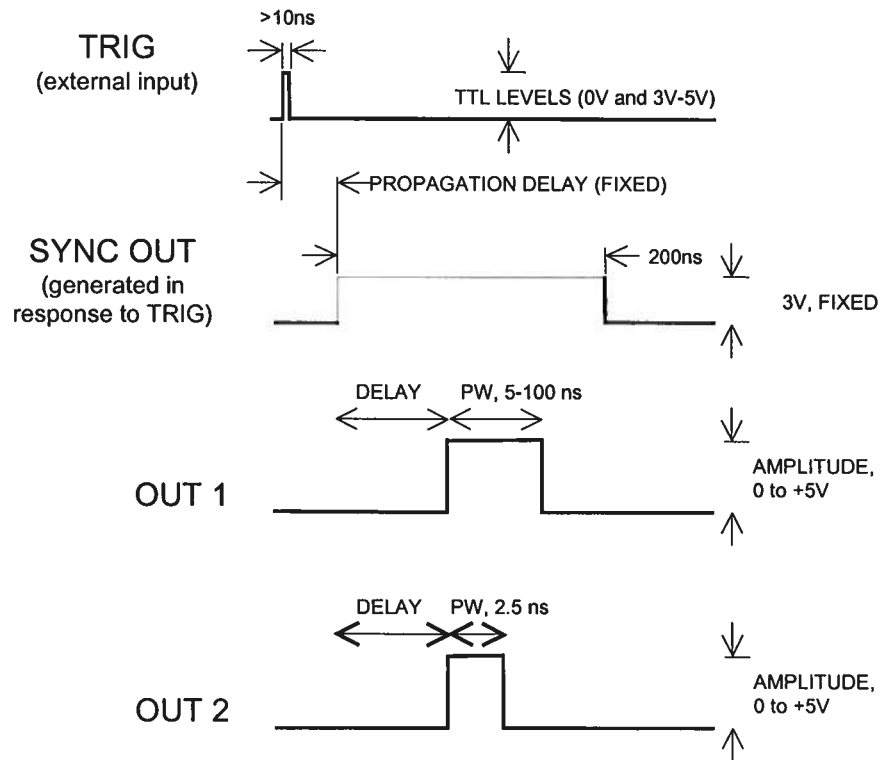 >10ns
TRIG
(external input)
TTL LEVELS (0V and 3V-5V)
PROPAGATION DELAY (FIXED)
SYNC OUT
(generated in
response to TRIG)
200ns
3V, FIXED
DELAY
PW, 5-100 ns
OUT 1
AMPLITUDE,
0 to +5V
DELAY
PW, 2.5 ns
OUT 2
AMPLITUDE,
0 to +5V